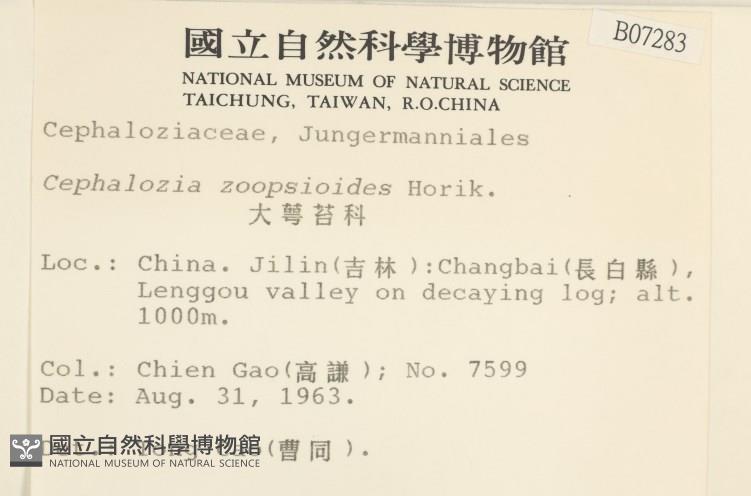 國立自然科學博物館
B07283
NATIONAL MUSEUM OF NATURAL SCIENCE
TAICHUNG, TAIWAN, R.O.CHINA
Cephaloziaceae, Jungermanniales
Cephalozia zoopsioides Horik.
大萼苔科
Loc.: China. Jilin(吉林):Changbai(長白縣),
Lenggou valley on decaying log; alt.
1000m.
Col.: Chien Gao(高謙); No. 7599
Date: Aug. 31, 1963.
Cao(曹同).
國立自然科學博物館
NATIONAL MUSEUM OF NATURAL SCIENCE